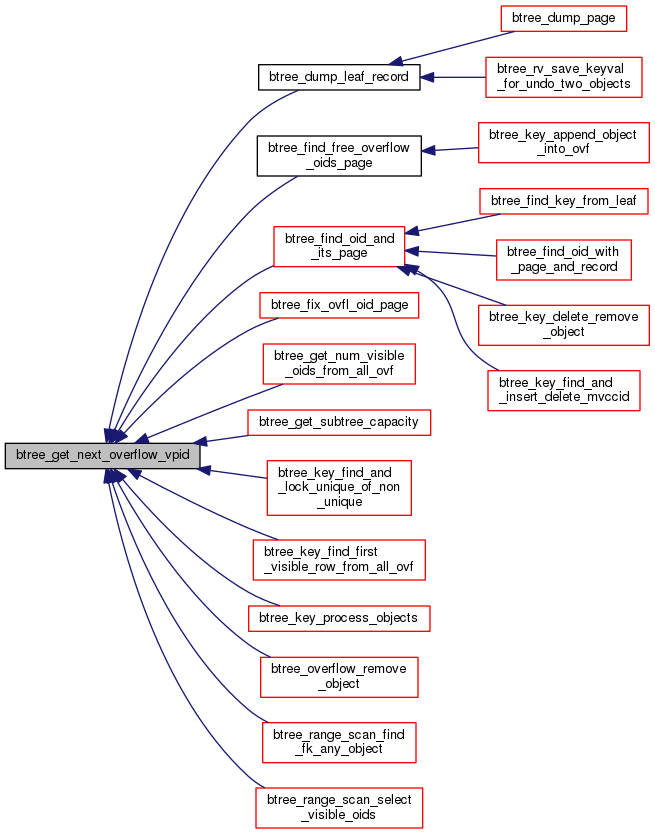 btree_dump_page
btree_dump_leaf_record
btree_rv_save_keyval
_for_undo_two_objects
btree_find_free_overflow
_oids_page
btree_key_append_object
_into_ovf
btree_find_oid_and
_its_page
btree_find_key_from_leaf
btree_find_oid_with
_page_and_record
btree_fix_ovfl_oid_page
btree_key_delete_remove
_object
btree_get_num_visible
_oids_from_all_ovf
btree_key_find_and
_insert_delete_mvccid
btree_get_subtree_capacity
btree_get_next_overflow_vpid
btree_key_find_and
_lock_unique_of_non
_unique
btree_key_find_first
_visible_row_from_all_ovf
btree_key_process_objects
btree_overflow_remove
_object
btree_range_scan_find
_fk_any_object
btree_range_scan_select
_visible_oids